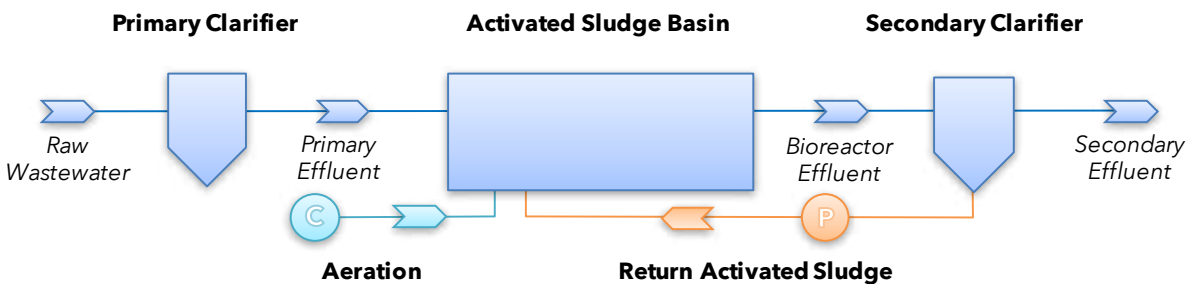 Primary Clarifier
Activated Sludge Basin
Secondary Clarifier
Raw
Wastewater
Primary
Effluent
Bioreactor
Effluent
Secondary
Effluent
C
P
Aeration
Return Activated Sludge